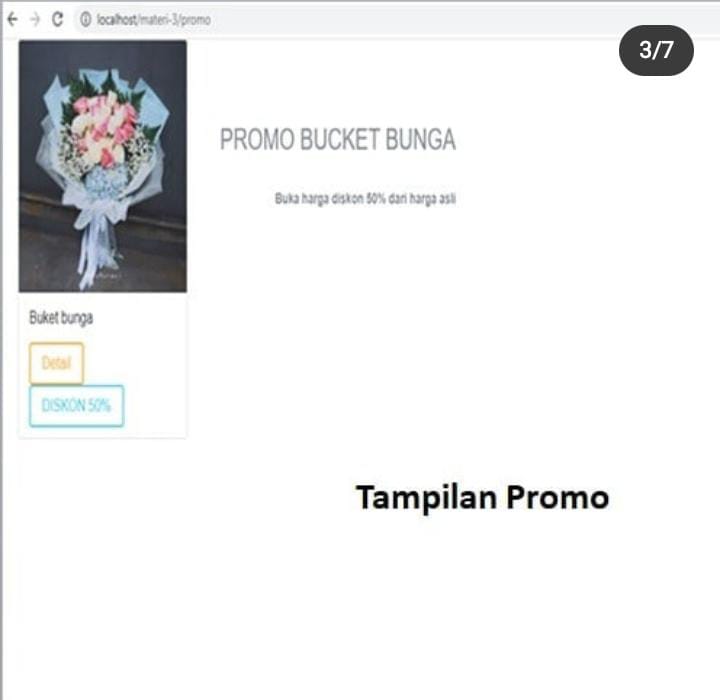 localhost/materi-3/promo
3/7
PROMO BUCKET BUNGA
Buka harga diskon 50% dari harga asli
Buket bunga
Detail
DISKON 50%
Tampilan Promo